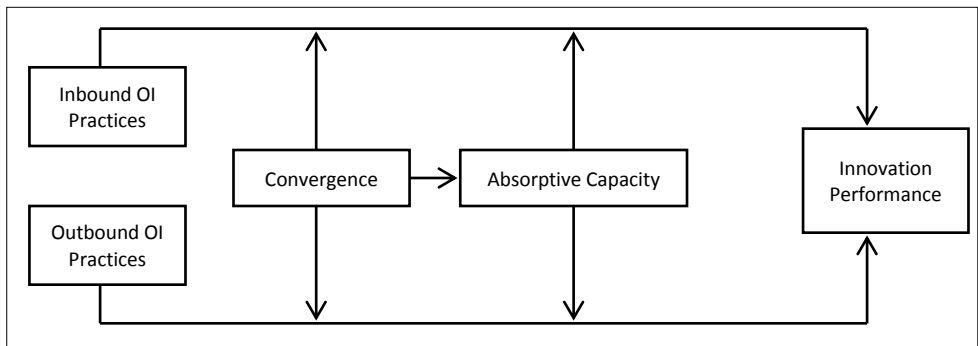 Inbound OI
Practices
Convergence
Absorptive Capacity
Innovation
Performance
Outbound OI
Practices